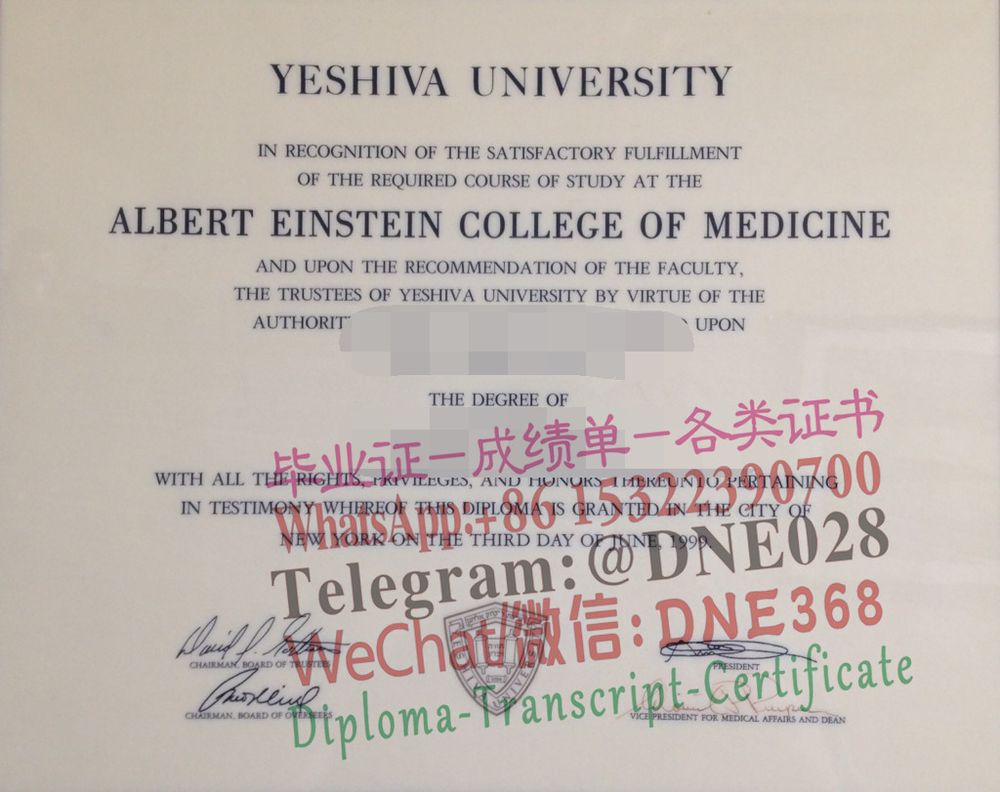 YESHIVA UNIVERSITY
IN RECOGNITION OF THE SATISFACTORY FULFILLMENT
OF THE REQUIRED COURSE OF STUDY AT THE
ALBERT EINSTEIN COLLEGE OF MEDICINE
AND UPON THE RECOMMENDATION OF THE FACULTY,
THE TRUSTEES OF YESHIVA UNIVERSITY BY VIRTUE OF THE
UPON
THE DEGREE OF
毕业证－成绩单－各类证书
WITH ALL THE RIGHTS, PRIVILEGES, AND HONORS THEREUNTO PERTAINING
WhatsApp:+86 15322390700
IN TESTIMONY WHEREOF THIS DIPLOMA IS GRANTED IN THE CITY OF
NEW YORK ON THE THIRD DAY OF JUNE, 1999.
Telegram:@DNE028
WeChat/微信:DNE368
CHAIRMAN, BOARD OF TRUSTEES
PRESIDENT
Diploma-Transcript-Certificate
CHAIRMAN, BOARD OF OVERSEERS
VICE PRESIDENT FOR MEDICAL AFFAIRS AND DEAN